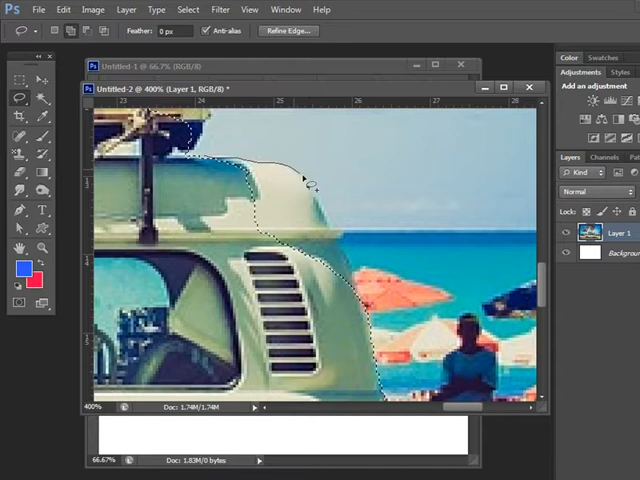 Ps File Edit Image Layer Type Select Filter View Window Help
Feather: 0 px Anti-alias Refine Edge...
Color Swatches
Untitled-1 @ 66.7% (RGB/8)
Adjustments Styles
Ps Untitled-2 @ 400% (Layer 1, RGB/8) *
Add an adjustment
23 24 25 26 27 28
Layers Channels Pat
Kind
Normal
Lock:
Layer 1
Backgroun
400% Doc: 1.74M/1.74M
66.67% Doc: 1.83M/0 bytes